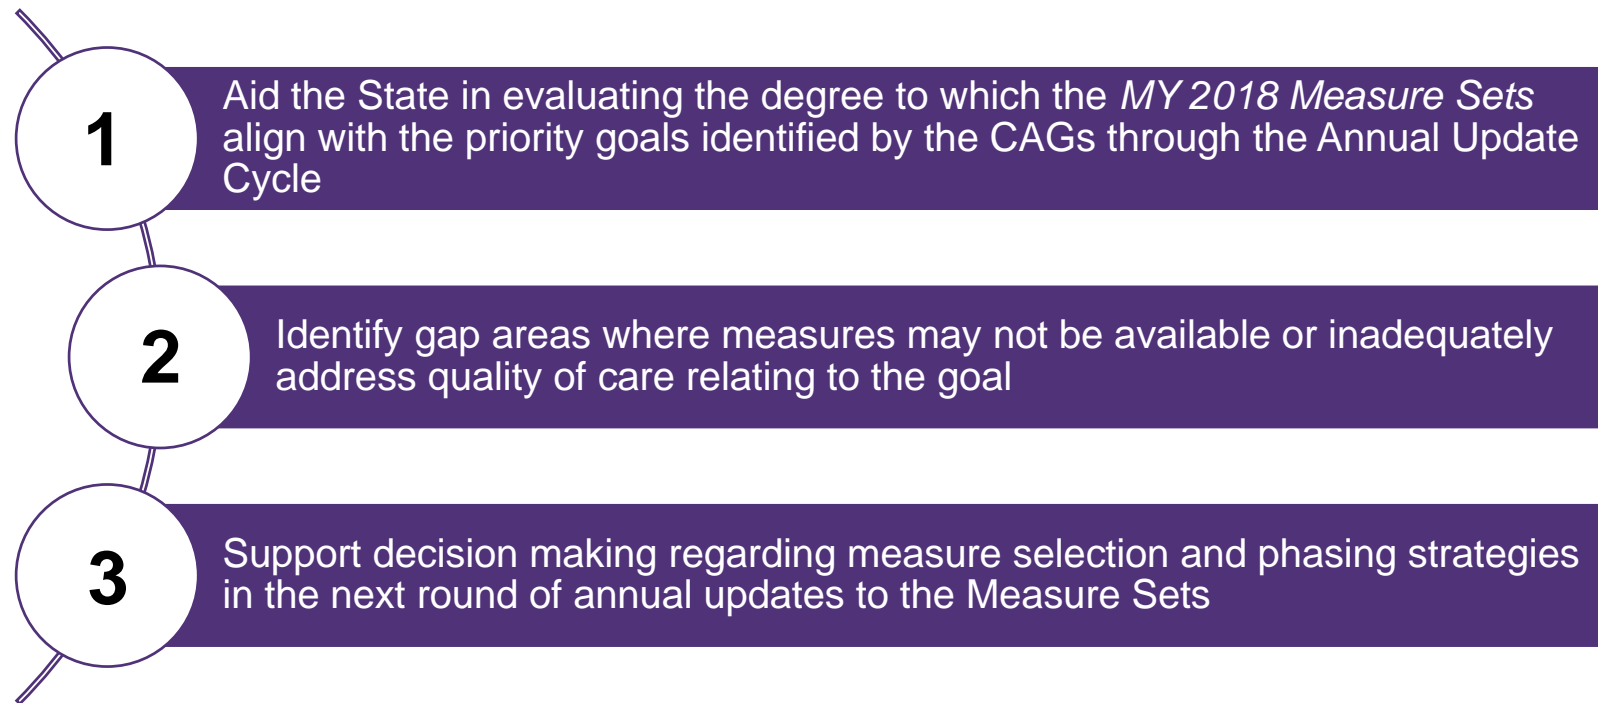 1
Aid the State in evaluating the degree to which the MY 2018 Measure Sets
align with the priority goals identified by the CAGs through the Annual Update
Cycle
2
Identify gap areas where measures may not be available or inadequately
address quality of care relating to the goal
3
Support decision making regarding measure selection and phasing strategies
in the next round of annual updates to the Measure Sets